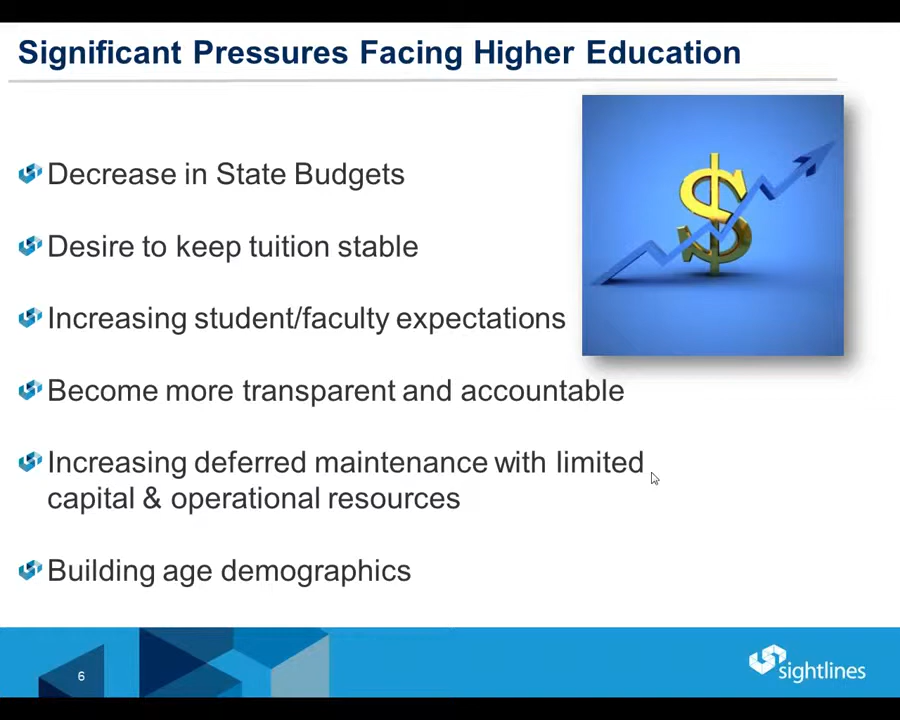 Significant Pressures Facing Higher Education
Decrease in State Budgets
Desire to keep tuition stable
Increasing student/faculty expectations
Become more transparent and accountable
Increasing deferred maintenance with limited
capital & operational resources
Building age demographics
6
sightlines